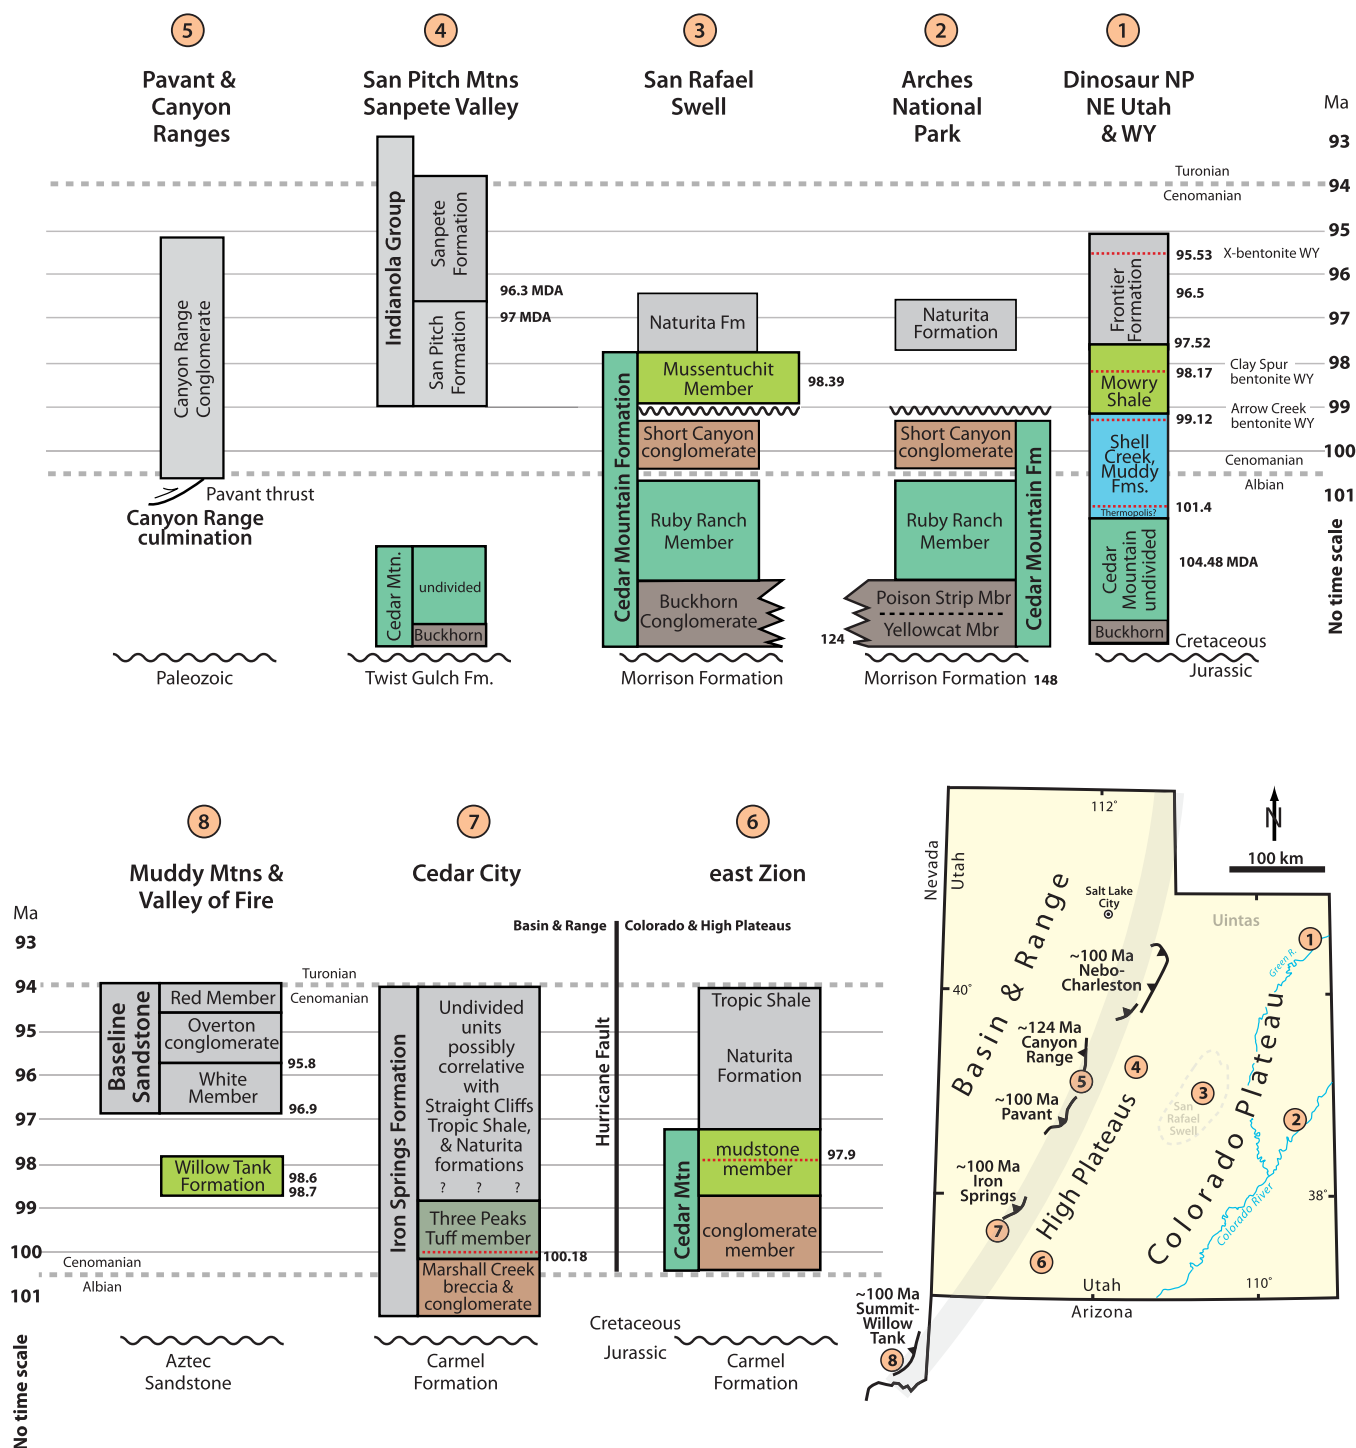 5
Pavant &
Canyon
Ranges
4
San Pitch Mtns
Sanpete Valley
3
San Rafael
Swell
2
Arches
National
Park
1
Dinosaur NP
NE Utah
& WY
Ma
93
94
95
96
97
98
99
100
101
No time scale
Turonian
Cenomanian
Cenomanian
Albian
Canyon Range
Conglomerate
Pavant thrust
Canyon Range
culmination
Paleozoic
Indianola Group
Sanpete
Formation
San Pitch
Formation
96.3 MDA
97 MDA
Cedar Mtn.
undivided
Buckhorn
Twist Gulch Fm.
Cedar Mountain Formation
Naturita Fm
Mussentuchit
Member
98.39
Short Canyon
conglomerate
Ruby Ranch
Member
Buckhorn
Conglomerate
Morrison Formation
Naturita
Formation
Short Canyon
conglomerate
Ruby Ranch
Member
Poison Strip Mbr
Yellowcat Mbr
124
Cedar Mountain Fm
Morrison Formation 148
Frontier
Formation
Mowry
Shale
Shell
Creek,
Muddy
Fms.
Thermopolis?
Cedar
Mountain
undivided
Buckhorn
95.53 X-bentonite WY
96.5
97.52
98.17
Clay Spur
bentonite WY
99.12
Arrow Creek
bentonite WY
101.4
104.48 MDA
Cretaceous
Jurassic
8
Muddy Mtns &
Valley of Fire
7
Cedar City
6
east Zion
Ma
93
94
95
96
97
98
99
100
101
No time scale
Basin & Range
Colorado & High Plateaus
Hurricane Fault
Turonian
Cenomanian
Cenomanian
Albian
Baseline
Sandstone
Red Member
Overton
conglomerate
White
Member
95.8
96.9
Willow Tank
Formation
98.6
98.7
Aztec
Sandstone
Iron Springs Formation
Undivided
units
possibly
correlative
with
Straight Cliffs
Tropic Shale,
& Naturita
formations
? ? ?
Three Peaks
Tuff member
100.18
Marshall Creek
breccia &
conglomerate
Carmel
Formation
Cretaceous
Jurassic
Tropic Shale
Naturita
Formation
Cedar Mtn
mudstone
member
97.9
conglomerate
member
Carmel
Formation
112°
N
100 km
Nevada
Utah
Salt Lake
City
Uintas
Basin & Range
~100 Ma
Nebo-
Charleston
1
Green R.
40°
~124 Ma
Canyon
Range
5
4
~100 Ma
Pavant
3
San
Rafael
Swell
2
Colorado Plateau
High Plateaus
~100 Ma
Iron
Springs
7
6
Colorado River
38°
110°
Utah
Arizona
~100 Ma
Summit-
Willow
Tank
8